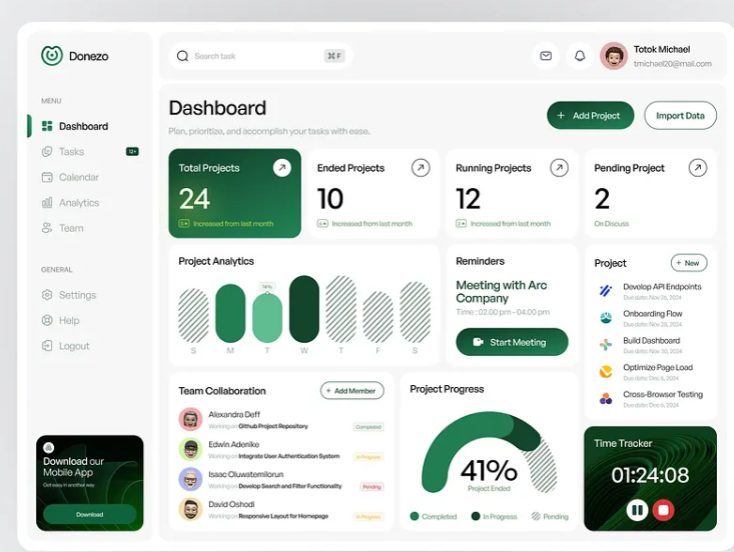 Donezo
Search task
⌘ F
Totok Michael
tmichael20@mail.com
MENU
Dashboard
Tasks
12+
Calendar
Analytics
Team
GENERAL
Settings
Help
Logout
Download our
Mobile App
Get easy in another way
Download
Dashboard
Plan, prioritize, and accomplish your tasks with ease.
+ Add Project
Import Data
Total Projects
24
Increased from last month
Ended Projects
10
Increased from last month
Running Projects
12
Increased from last month
Pending Project
2
On Discuss
Project Analytics
S M T W T F S
Reminders
Meeting with Arc
Company
Time : 02.00 pm - 04.00 pm
Start Meeting
Project
+ New
Develop API Endpoints
Due date: Nov 26, 2024
Onboarding Flow
Due date: Nov 28, 2024
Build Dashboard
Due date: Nov 30, 2024
Optimize Page Load
Due date: Dec 5, 2024
Cross-Browser Testing
Due date: Dec 6, 2024
Team Collaboration
+ Add Member
Alexandra Deff
Working on Github Project Repository
Completed
Edwin Adenike
Working on Integrate User Authentication System
In Progress
Isaac Oluwatemilorun
Working on Develop Search and Filter Functionality
Pending
David Oshodi
Working on Responsive Layout for Homepage
In Progress
Project Progress
41%
Project Ended
Completed
In Progress
Pending
Time Tracker
01:24:08